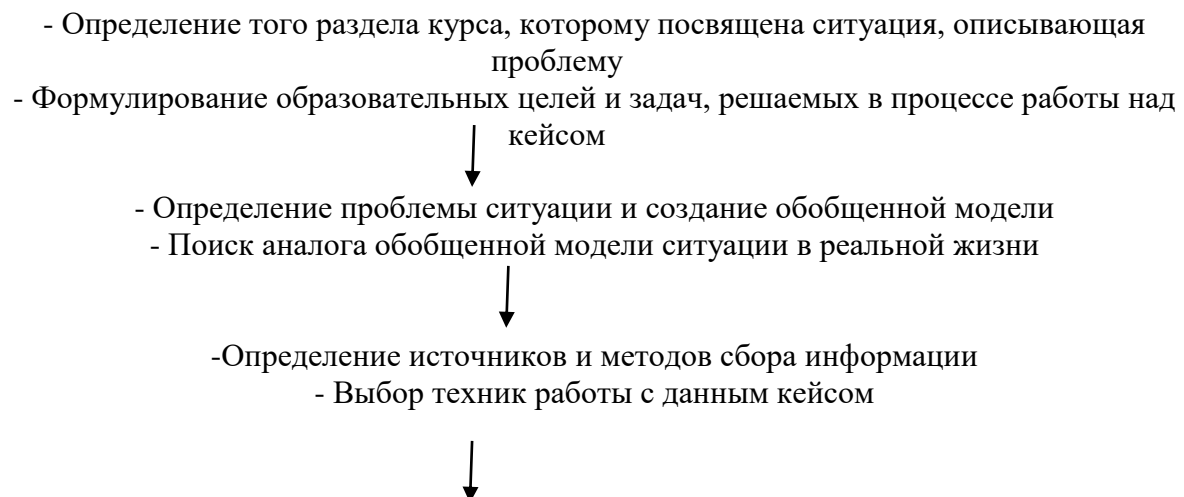 - Определение того раздела курса, которому посвящена ситуация, описывающая
проблему
- Формулирование образовательных целей и задач, решаемых в процессе работы над
кейсом
- Определение проблемы ситуации и создание обобщенной модели
- Поиск аналога обобщенной модели ситуации в реальной жизни
-Определение источников и методов сбора информации
- Выбор техник работы с данным кейсом